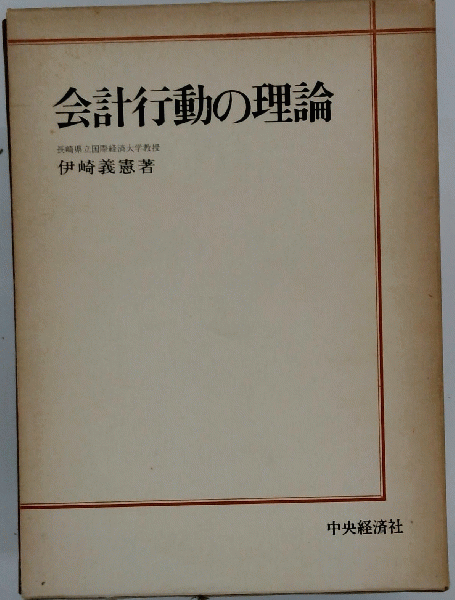 会計行動の理論
長崎県立国際経済大学教授
伊崎義憲著
中央経済社